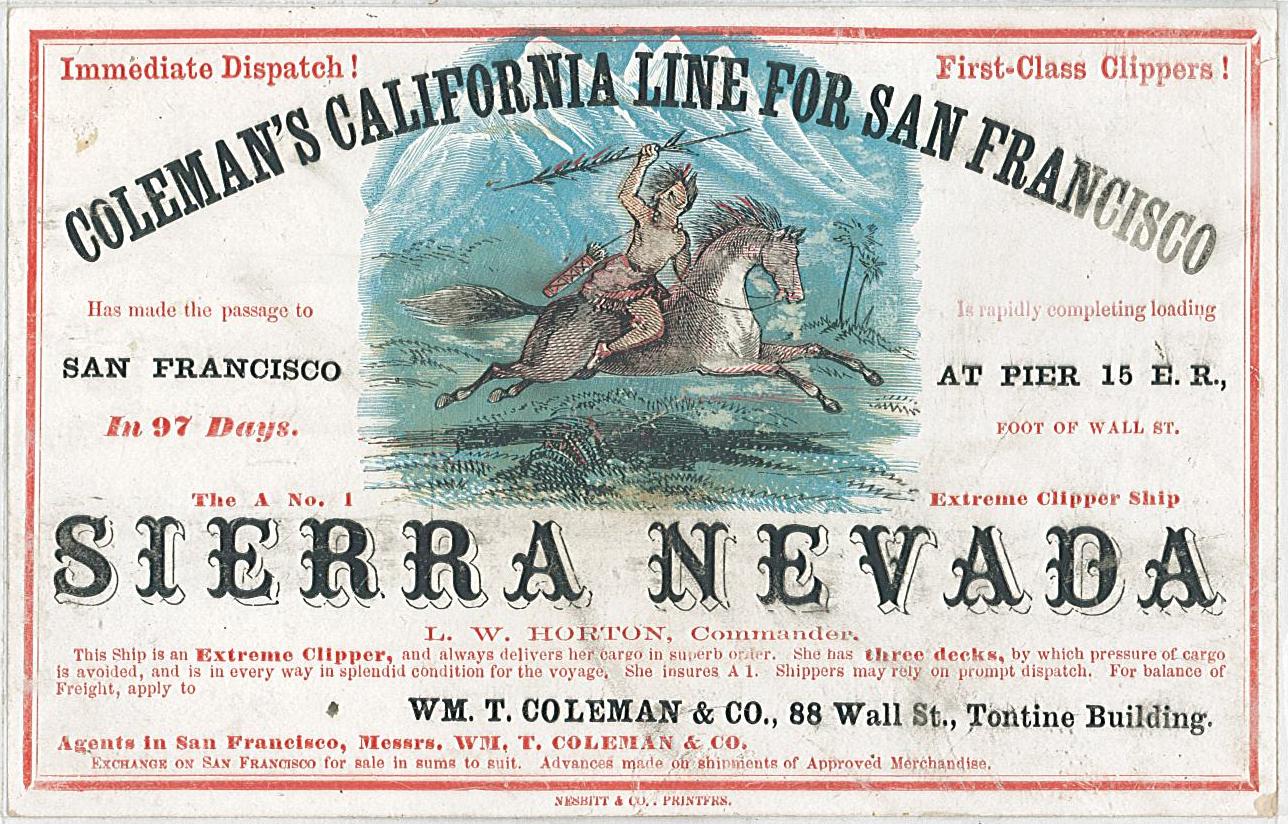 Immediate Dispatch!
First-Class Clippers!
COLEMAN'S CALIFORNIA LINE FOR SAN FRANCISCO
Has made the passage to
SAN FRANCISCO
In 97 Days.
Is rapidly completing loading
AT PIER 15 E. R.,
FOOT OF WALL ST.
The A No. 1
Extreme Clipper Ship
SIERRA NEVADA
L. W. HORTON, Commander.
This Ship is an Extreme Clipper, and always delivers her cargo in superb order. She has three decks, by which pressure of cargo
is avoided, and is in every way in splendid condition for the voyage. She insures A 1. Shippers may rely on prompt dispatch. For balance of
Freight, apply to
WM. T. COLEMAN & CO., 88 Wall St., Tontine Building.
Agents in San Francisco, Messrs. WM. T. COLEMAN & CO.
EXCHANGE ON SAN FRANCISCO for sale in sums to suit. Advances made on shipments of Approved Merchandise.
NESBITT & CO., PRINTERS.